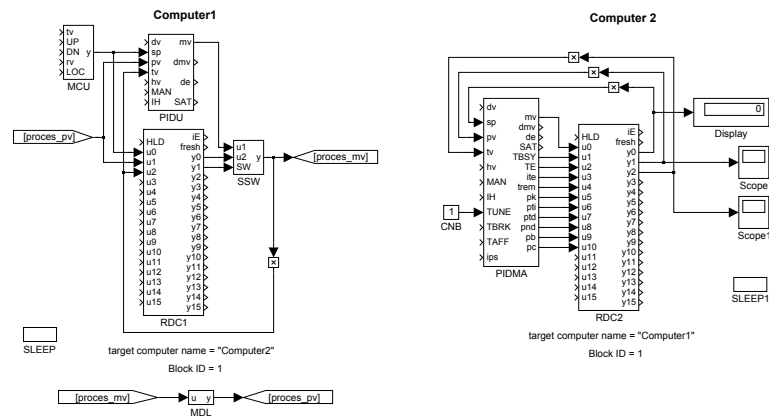 Computer1
Computer 2
tv
UP
DN y
rv
LOC
MCU
dv mv
sp
pv dmv
tv
hv de
MAN
IH SAT
PIDU
[proces_pv]
HLD iE
fresh
u0 y0
u1 y1
u2 y2
u3 y3
u4 y4
u5 y5
u6 y6
u7 y7
u8 y8
u9 y9
u10 y10
u11 y11
u12 y12
u13 y13
u14 y14
u15 y15
RDC1
u1
u2 y
SW
SSW
[proces_mv]
SLEEP
target computer name = "Computer2"
Block ID = 1
[proces_mv]
u y
MDL
[proces_pv]
dv mv
sp dmv
pv de
tv SAT
hv TBSY
MAN TE
IH ite
TUNE trem
TBRK pk
TAFF pti
ips ptd
pnd
pb
pc
PIDMA
1
CNB
HLD iE
fresh
u0 y0
u1 y1
u2 y2
u3 y3
u4 y4
u5 y5
u6 y6
u7 y7
u8 y8
u9 y9
u10 y10
u11 y11
u12 y12
u13 y13
u14 y14
u15 y15
RDC2
0
Display
Scope
Scope1
SLEEP1
target computer name = "Computer1"
Block ID = 1